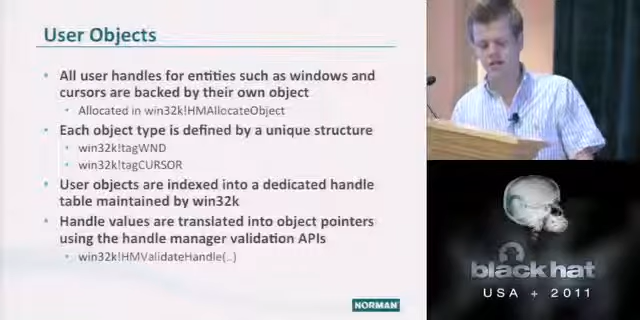 User Objects
• All user handles for entities such as windows and
cursors are backed by their own object
• Allocated in win32k!HMAllocateObject
• Each object type is defined by a unique structure
• win32k!tagWND
• win32k!tagCURSOR
• User objects are indexed into a dedicated handle
table maintained by win32k
• Handle values are translated into object pointers
using the handle manager validation APIs
• win32k!HMValidateHandle(..)
NORMAN
black hat
USA + 2011